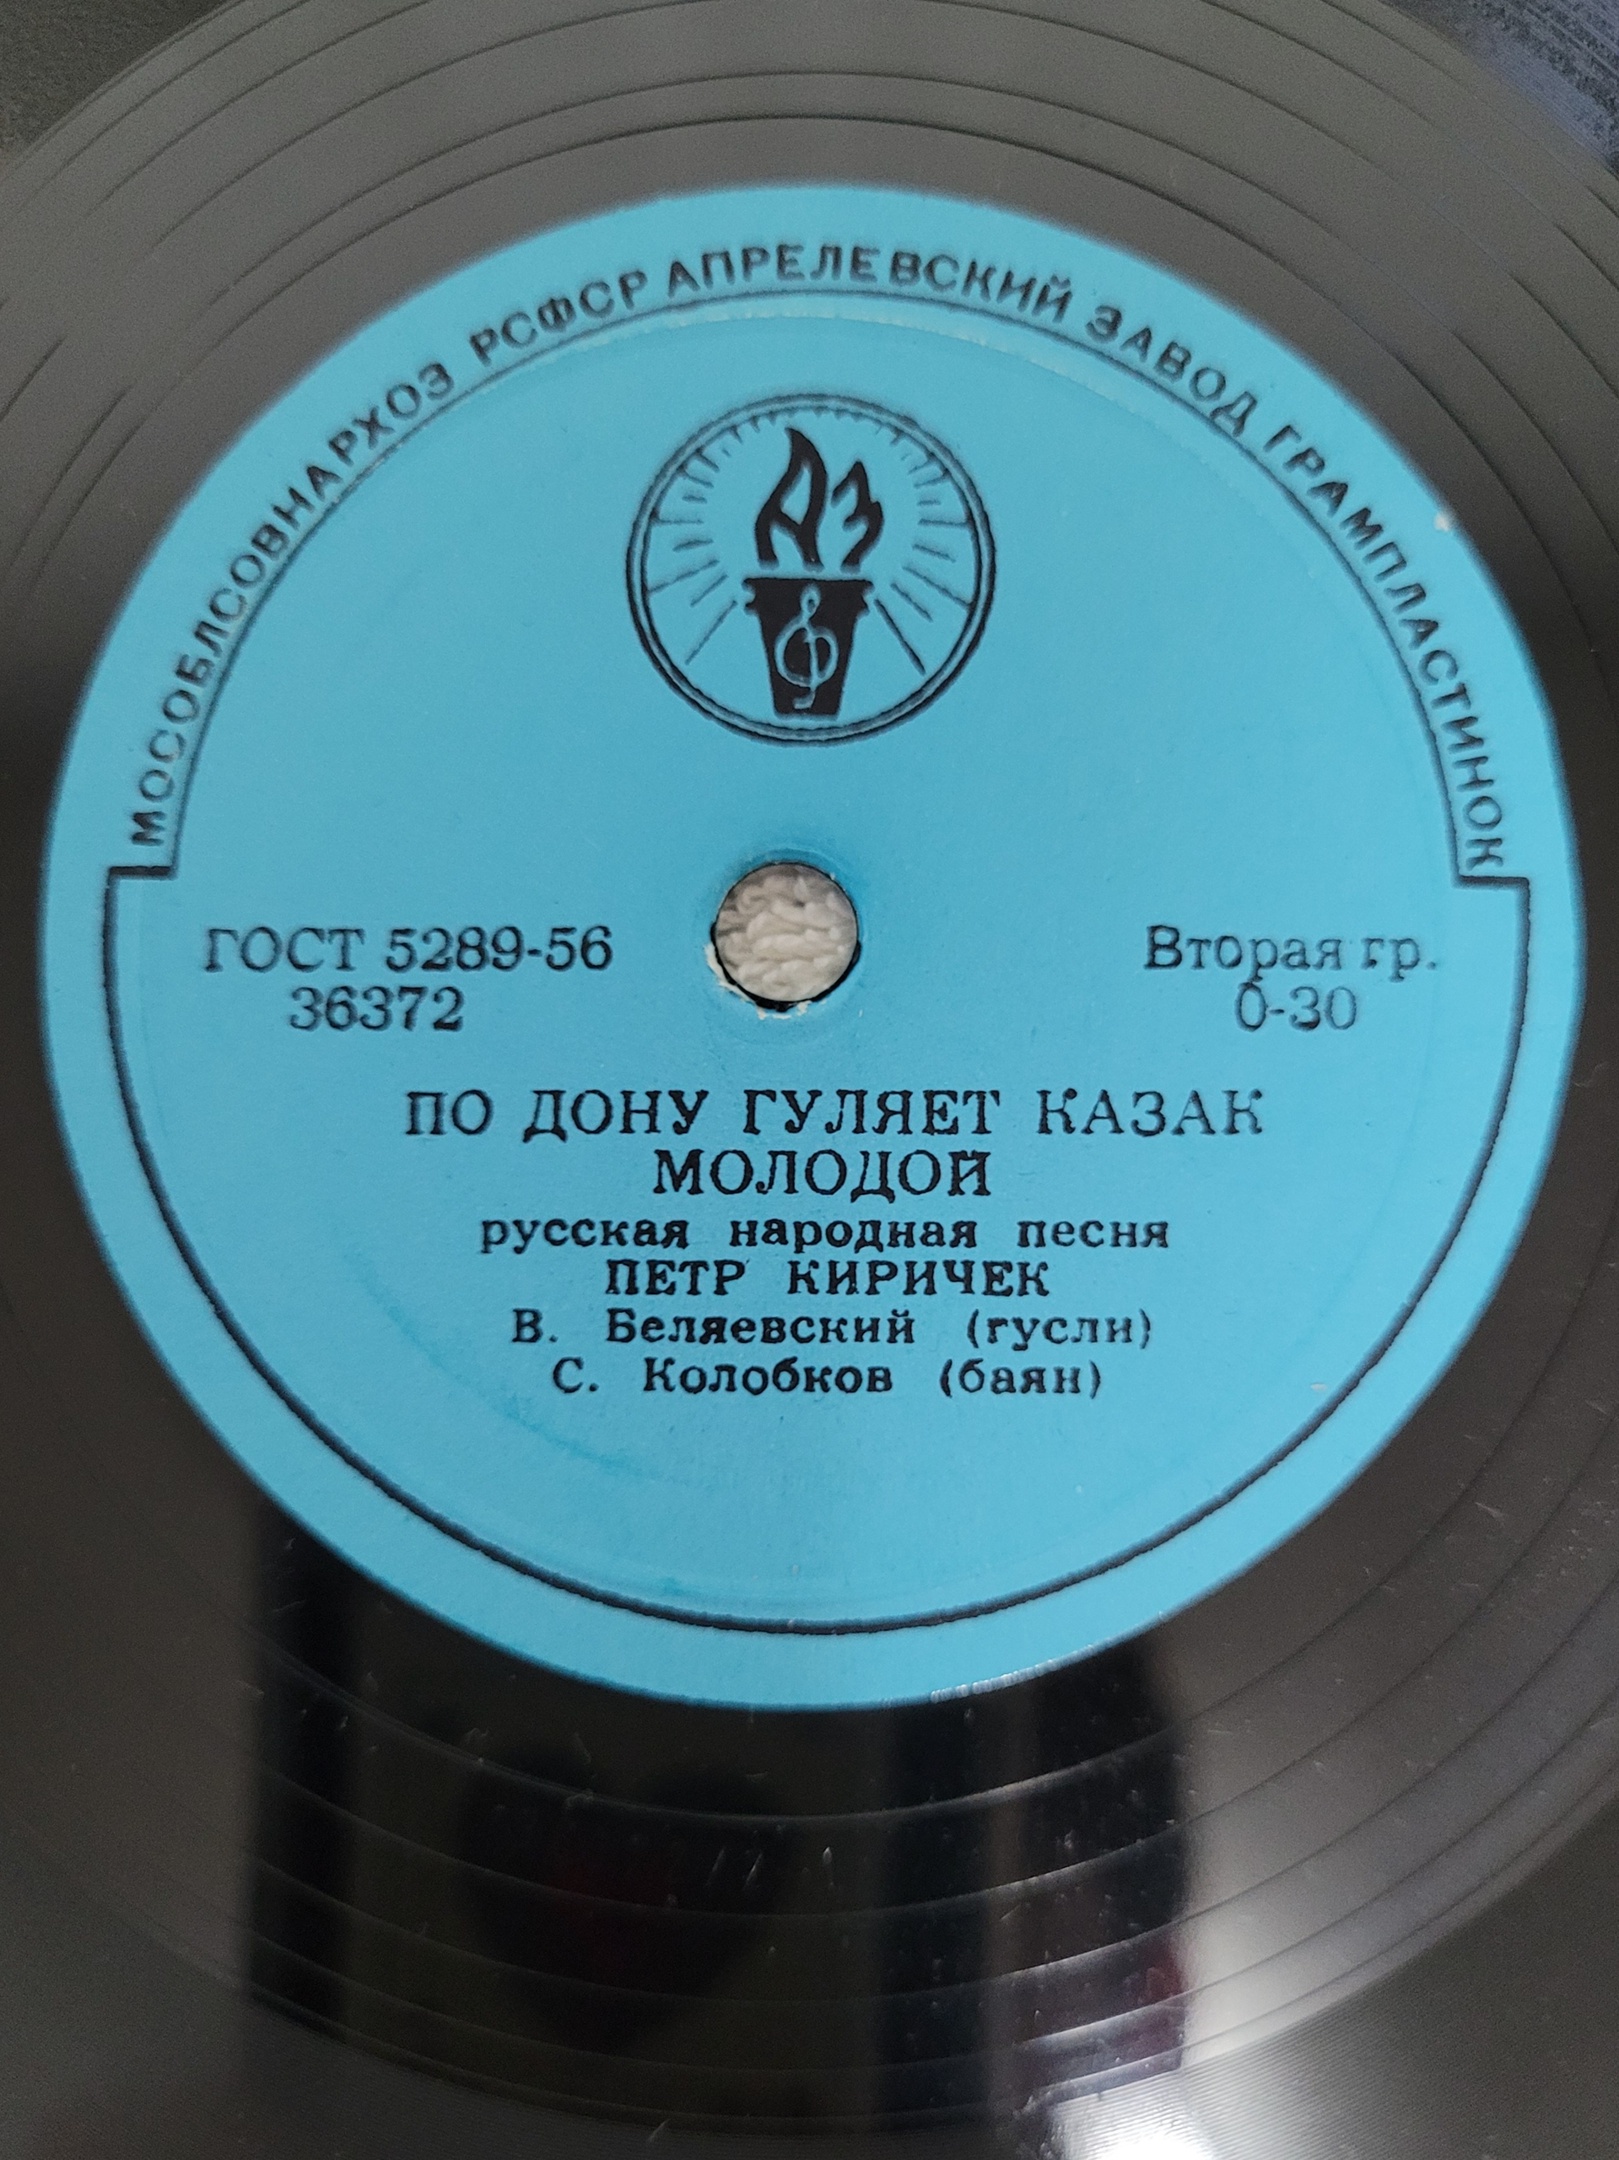 МОСОБЛСОВНАРХОЗ РСФСР АПРЕЛЕВСКИЙ ЗАВОД ГРАМПЛАСТИНОК
АЗ
ГОСТ 5289-56
36372
Вторая гр.
0-30
ПО ДОНУ ГУЛЯЕТ КАЗАК
МОЛОДОЙ
русская народная песня
ПЕТР КИРИЧЕК
В. Беляевский (гусли)
С. Колобков (баян)